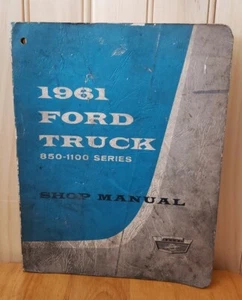 1961
FORD
TRUCK
850-1100 SERIES
SHOP MANUAL